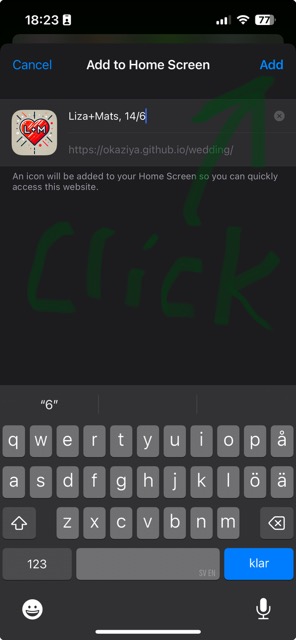 18:23
77
Cancel
Add to Home Screen
Add
L+M
Liza+Mats, 14/6
https://okaziya.github.io/wedding/
An icon will be added to your Home Screen so you can quickly
access this website.
click
“6”
q w e r t y u i o p å
a s d f g h j k l ö ä
z x c v b n m
123
SV EN
klar